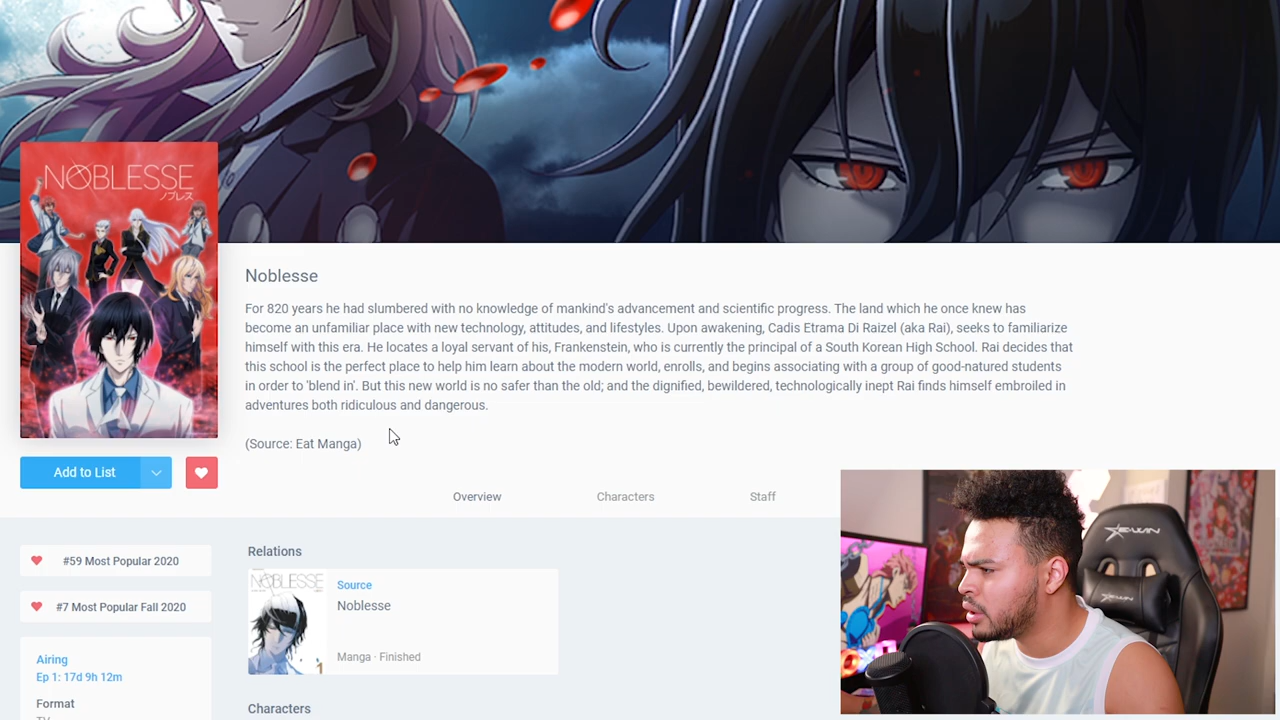 NOBLESSE
ノブレス
Noblesse
For 820 years he had slumbered with no knowledge of mankind's advancement and scientific progress. The land which he once knew has
become an unfamiliar place with new technology, attitudes, and lifestyles. Upon awakening, Cadis Etrama Di Raizel (aka Rai), seeks to familiarize
himself with this era. He locates a loyal servant of his, Frankenstein, who is currently the principal of a South Korean High School. Rai decides that
this school is the perfect place to help him learn about the modern world, enrolls, and begins associating with a group of good-natured students
in order to 'blend in'. But this new world is no safer than the old; and the dignified, bewildered, technologically inept Rai finds himself embroiled in
adventures both ridiculous and dangerous.
(Source: Eat Manga)
Add to List
Overview Characters Staff
#59 Most Popular 2020
#7 Most Popular Fall 2020
Airing
Ep 1: 17d 9h 12m
Format
TV
Relations
NOBLESSE
1
Source
Noblesse
Manga · Finished
Characters